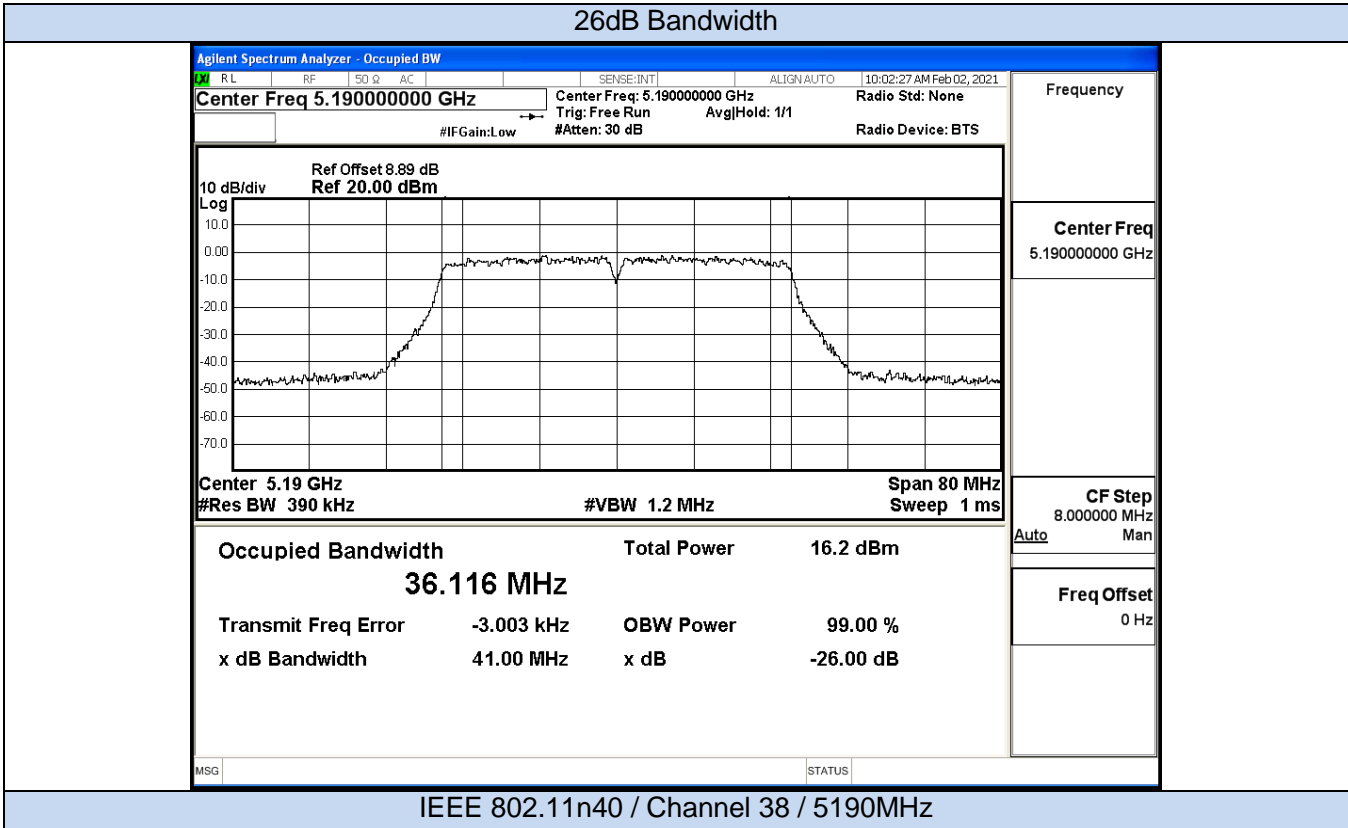 26dB Bandwidth
Agilent Spectrum Analyzer - Occupied BW
LXI RL RF 50 Ω AC SENSE:INT ALIGN AUTO 10:02:27 AM Feb 02, 2021
Center Freq 5.190000000 GHz Center Freq: 5.190000000 GHz Radio Std: None
Trig: Free Run Avg|Hold: 1/1
#IFGain:Low #Atten: 30 dB Radio Device: BTS
Frequency
Ref Offset 8.89 dB
10 dB/div Ref 20.00 dBm
Log
10.0
0.00
-10.0
-20.0
-30.0
-40.0
-50.0
-60.0
-70.0
Center 5.19 GHz Span 80 MHz
#Res BW 390 kHz #VBW 1.2 MHz Sweep 1 ms
Center Freq
5.190000000 GHz
CF Step
8.000000 MHz
Auto Man
Freq Offset
0 Hz
Occupied Bandwidth Total Power 16.2 dBm
36.116 MHz
Transmit Freq Error -3.003 kHz OBW Power 99.00 %
x dB Bandwidth 41.00 MHz x dB -26.00 dB
MSG STATUS
IEEE 802.11n40 / Channel 38 / 5190MHz